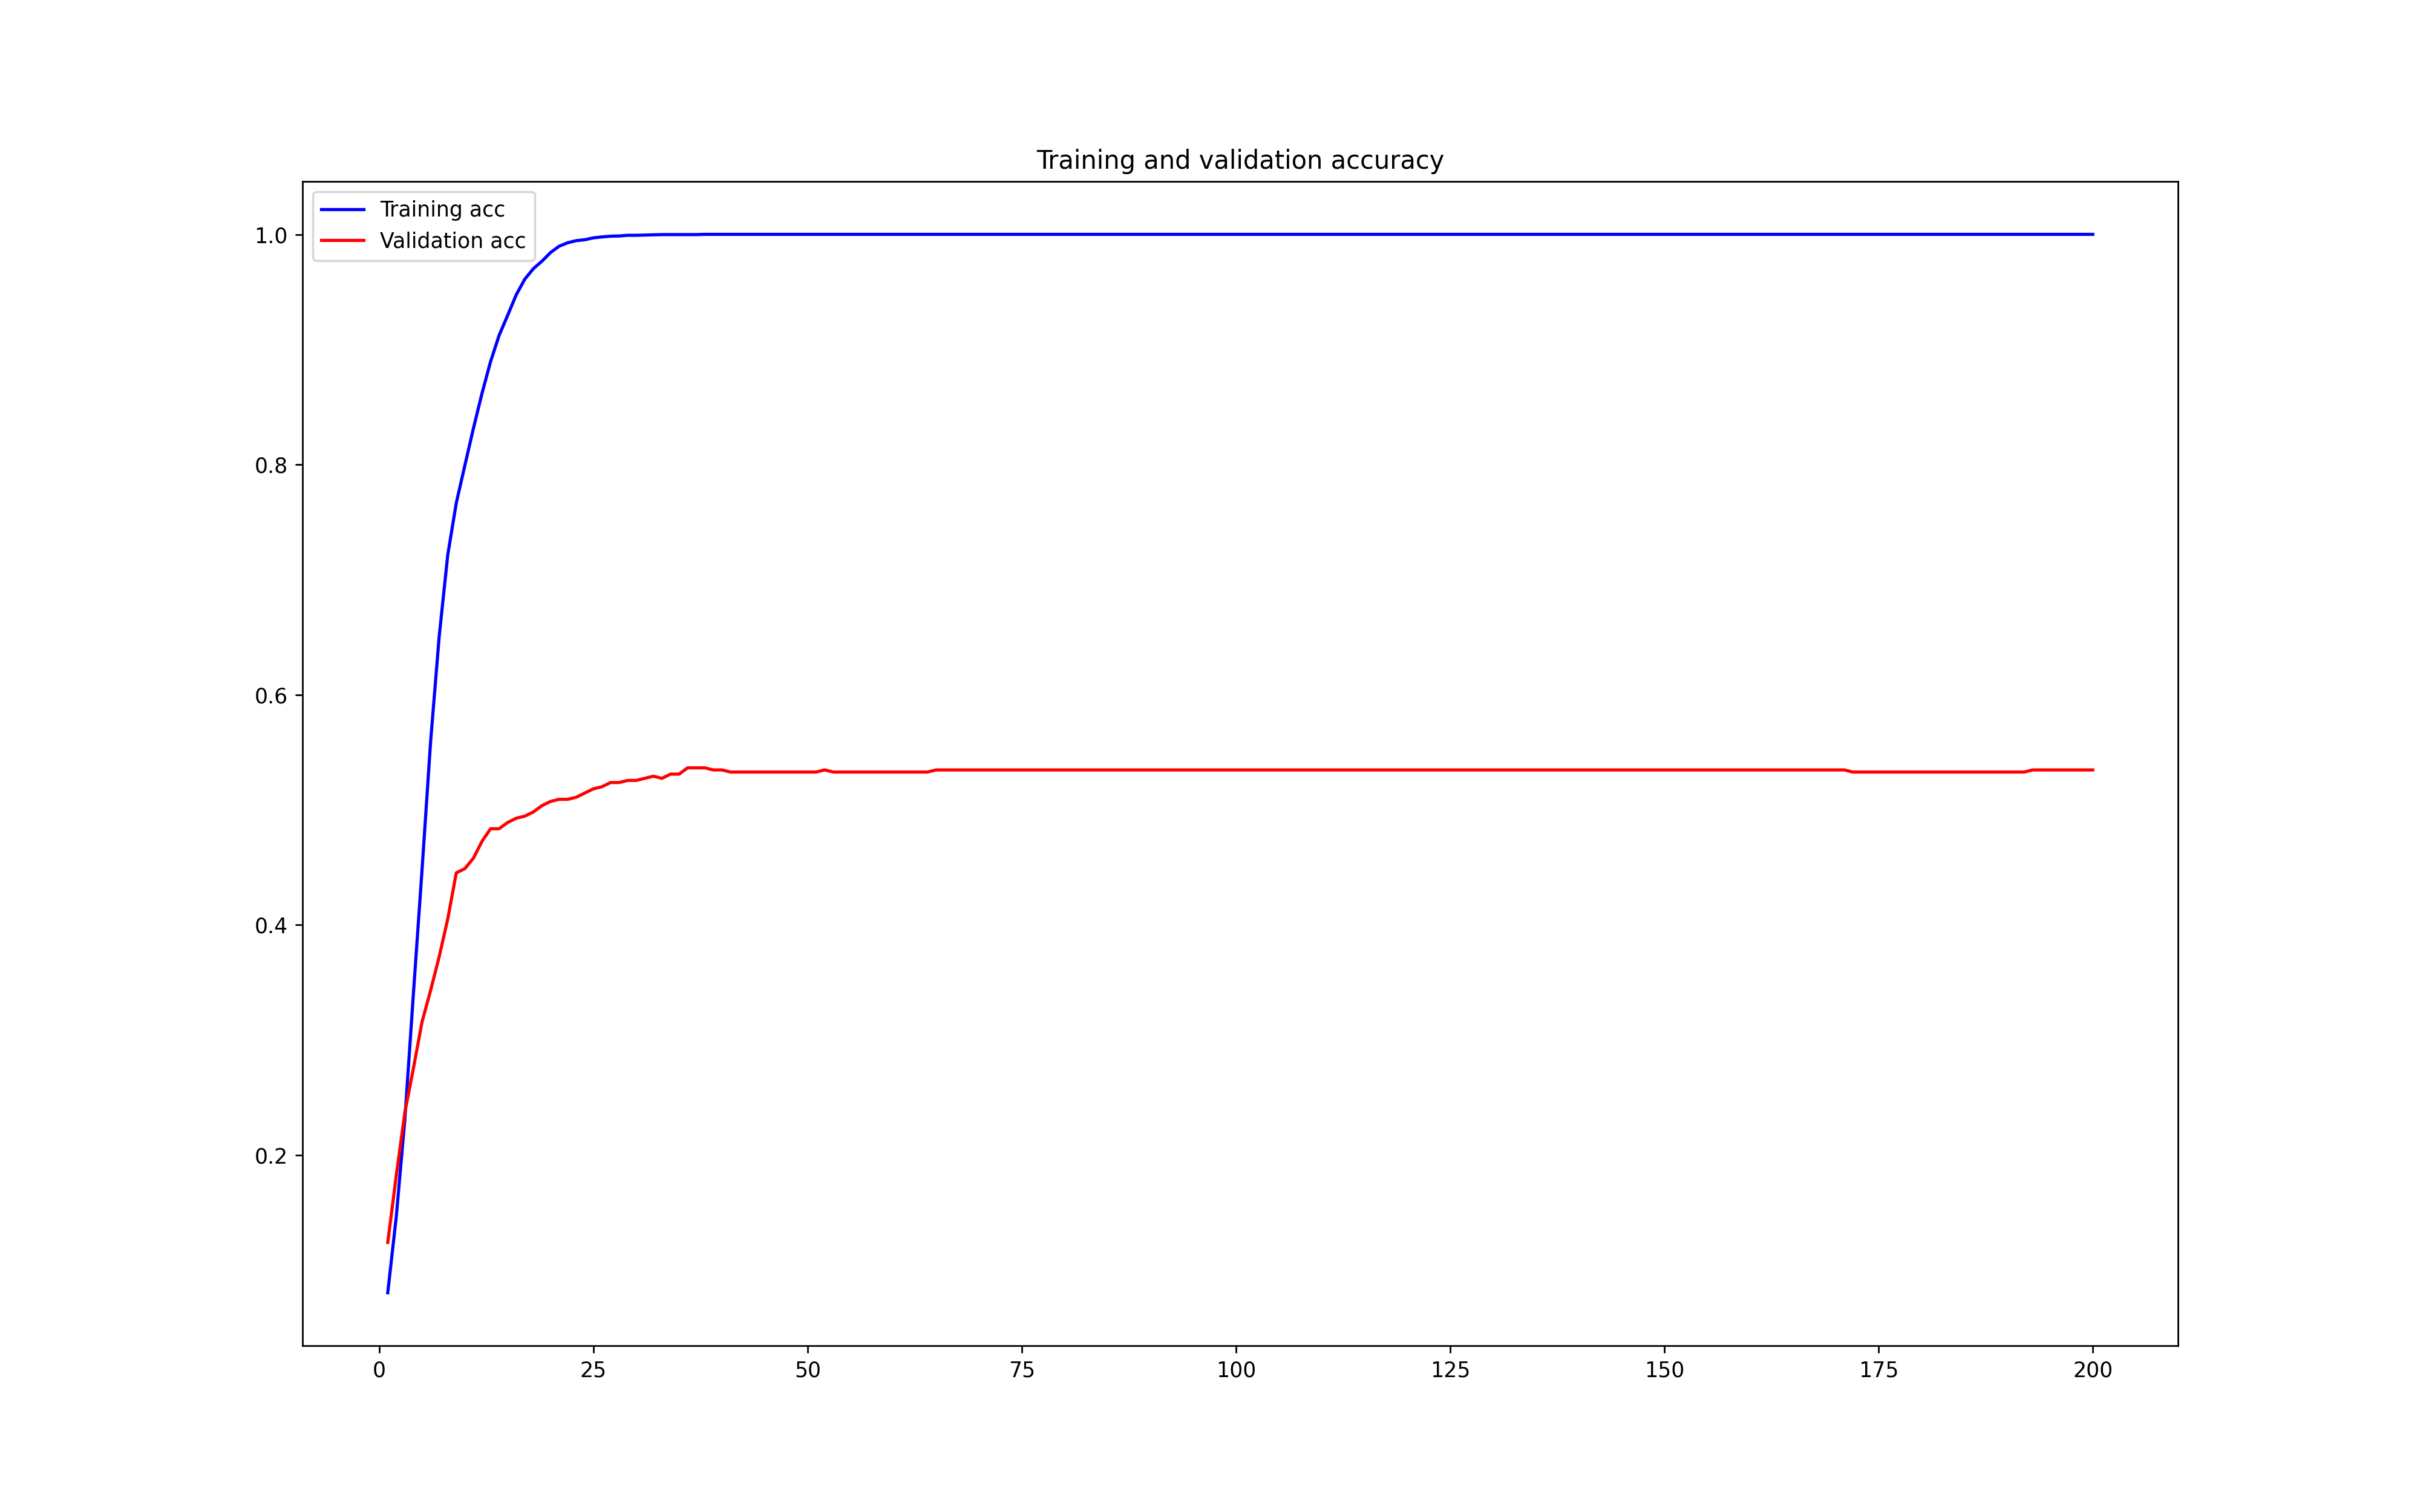 Training and validation accuracy
Training acc
Validation acc
1.0
0.8
0.6
0.4
0.2
0 25 50 75 100 125 150 175 200